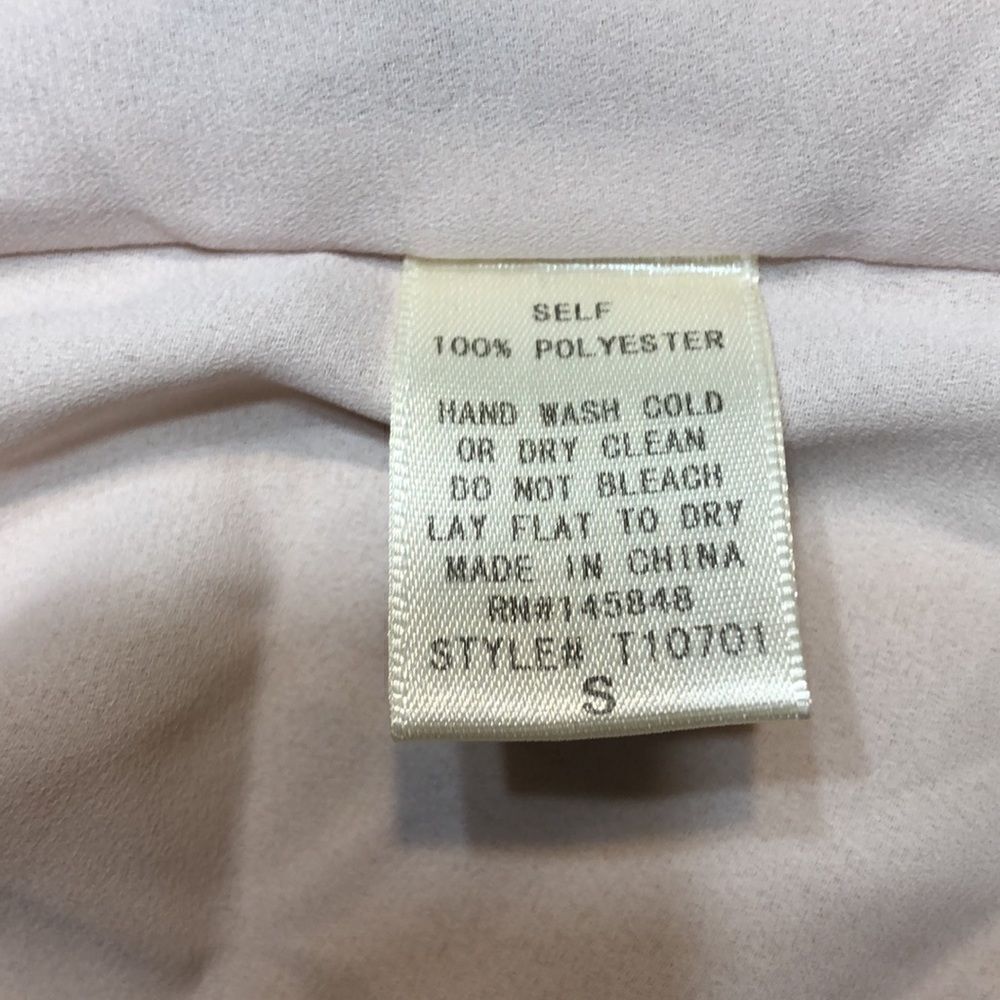 SELF
100% POLYESTER
HAND WASH COLD
OR DRY CLEAN
DO NOT BLEACH
LAY FLAT TO DRY
MADE IN CHINA
RN#145848
STYLE# T10701
S